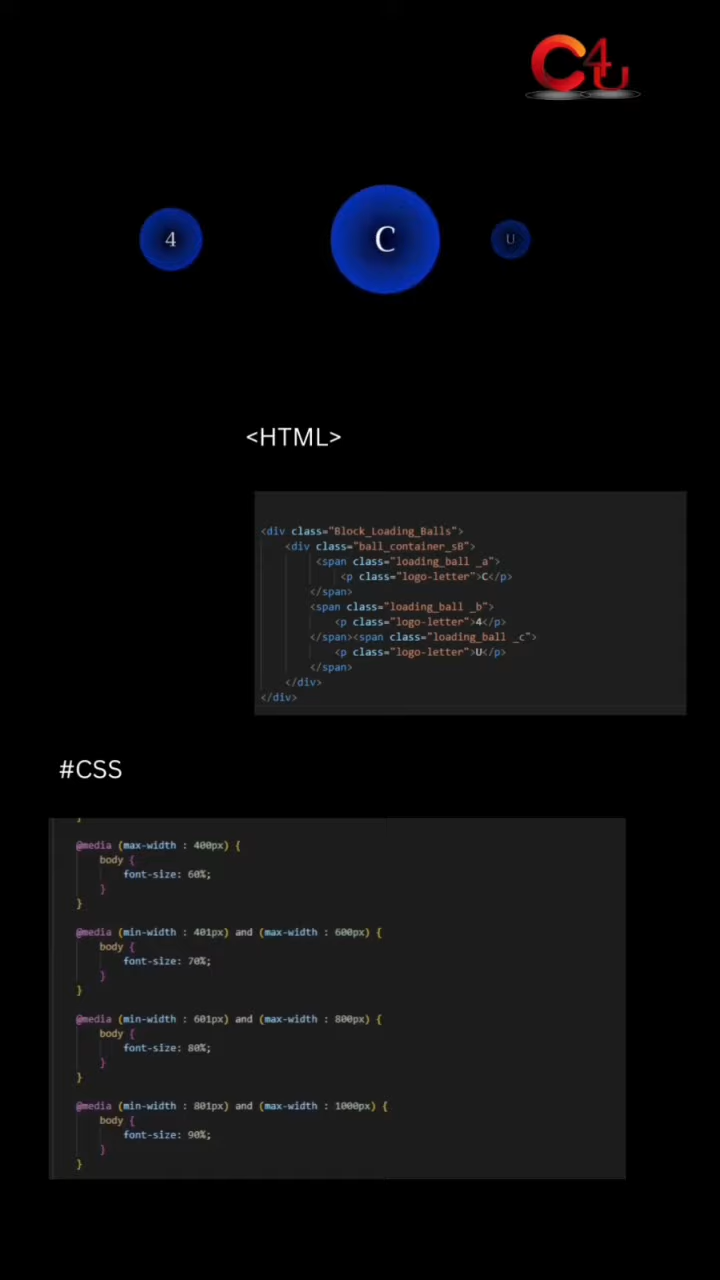 C4U
4 C U
<HTML>
<div class="Block_Loading_Balls">
<div class="ball_container_sB">
<span class="loading_ball _a">
<p class="logo-letter">C</p>
</span>
<span class="loading_ball _b">
<p class="logo-letter">4</p>
</span><span class="loading_ball _c">
<p class="logo-letter">U</p>
</span>
</div>
</div>
#CSS
}
@media (max-width : 400px) {
body {
font-size: 60%;
}
}
@media (min-width : 401px) and (max-width : 600px) {
body {
font-size: 70%;
}
}
@media (min-width : 601px) and (max-width : 800px) {
body {
font-size: 80%;
}
}
@media (min-width : 801px) and (max-width : 1000px) {
body {
font-size: 90%;
}
}